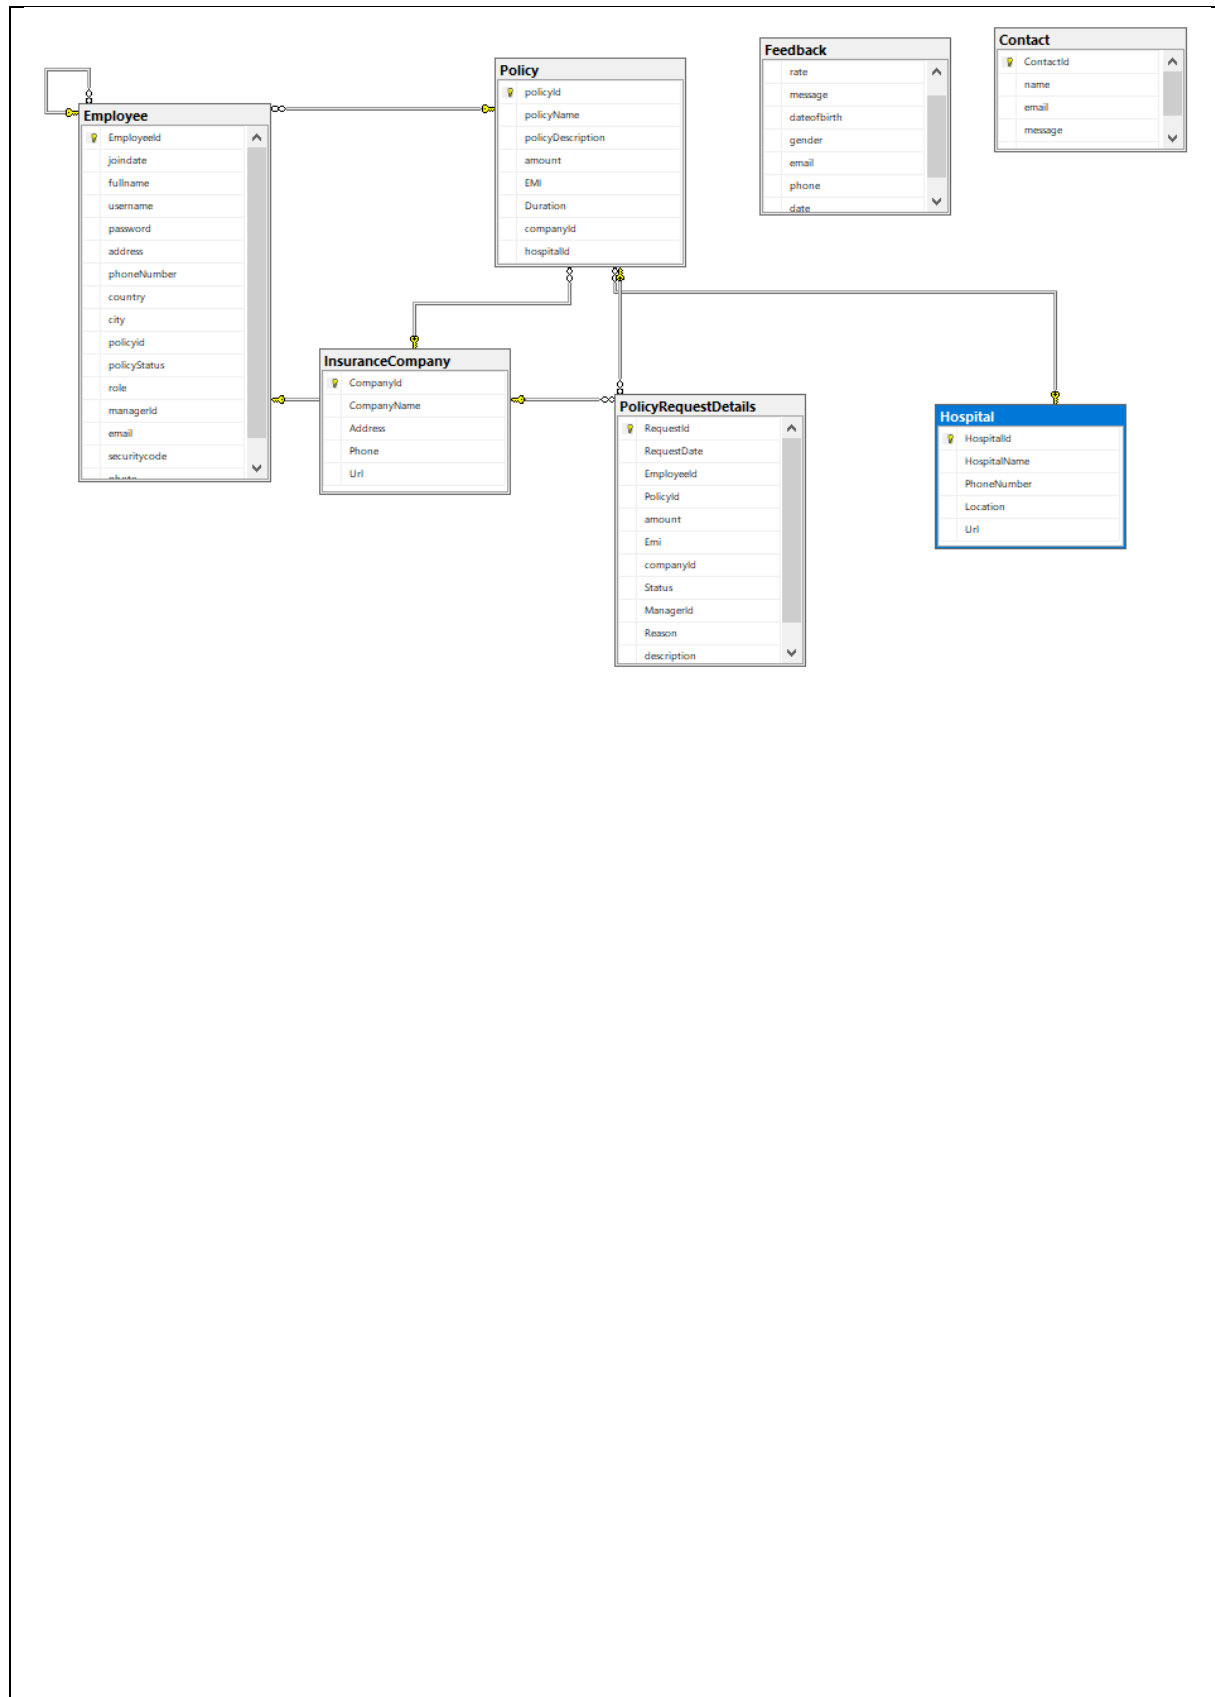 Employee
EmployeeId
joindate
fullname
username
password
address
phoneNumber
country
city
policyid
policyStatus
role
managerId
email
securitycode
photo
Policy
policyId
policyName
policyDescription
amount
EMI
Duration
companyId
hospitalId
Feedback
rate
message
dateofbirth
gender
email
phone
date
Contact
ContactId
name
email
message
InsuranceCompany
CompanyId
CompanyName
Address
Phone
Url
PolicyRequestDetails
RequestId
RequestDate
EmployeeId
PolicyId
amount
Emi
companyId
Status
ManagerId
Reason
description
Hospital
HospitalId
HospitalName
PhoneNumber
Location
Url